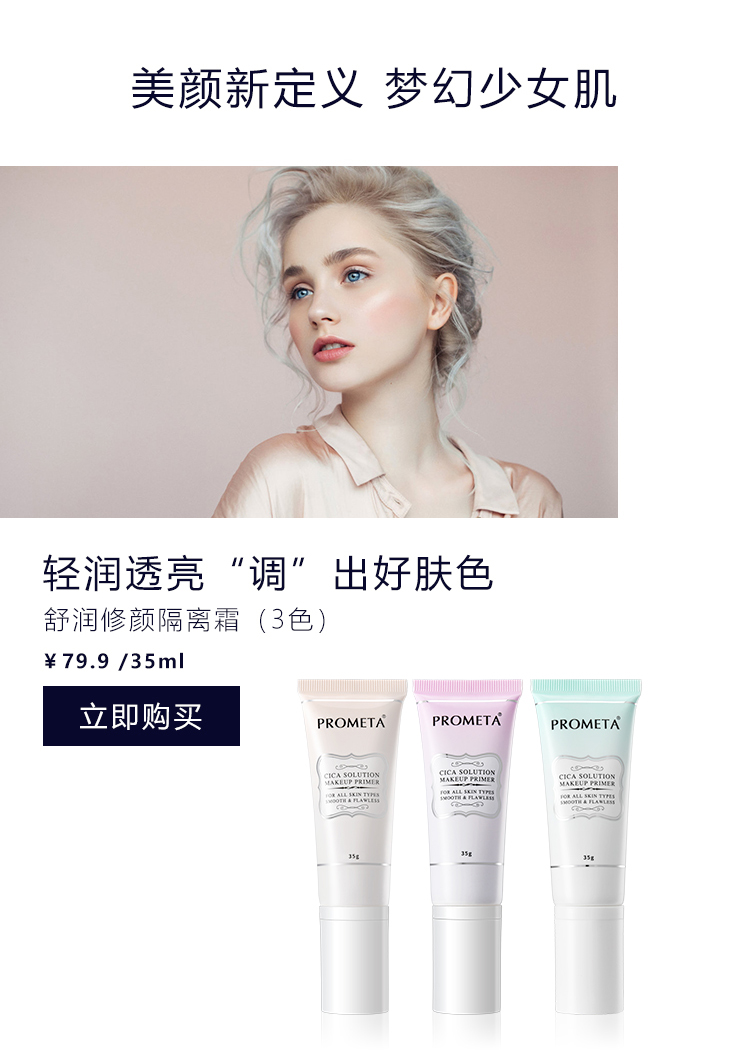 美颜新定义 梦幻少女肌
轻润透亮“调”出好肤色
舒润修颜隔离霜（3色）
¥79.9 /35ml
立即购买
PROMETA®
CICA SOLUTION
MAKEUP PRIMER
FOR ALL SKIN TYPES
SMOOTH & FLAWLESS
35g
PROMETA®
CICA SOLUTION
MAKEUP PRIMER
FOR ALL SKIN TYPES
SMOOTH & FLAWLESS
35g
PROMETA®
CICA SOLUTION
MAKEUP PRIMER
FOR ALL SKIN TYPES
SMOOTH & FLAWLESS
35g